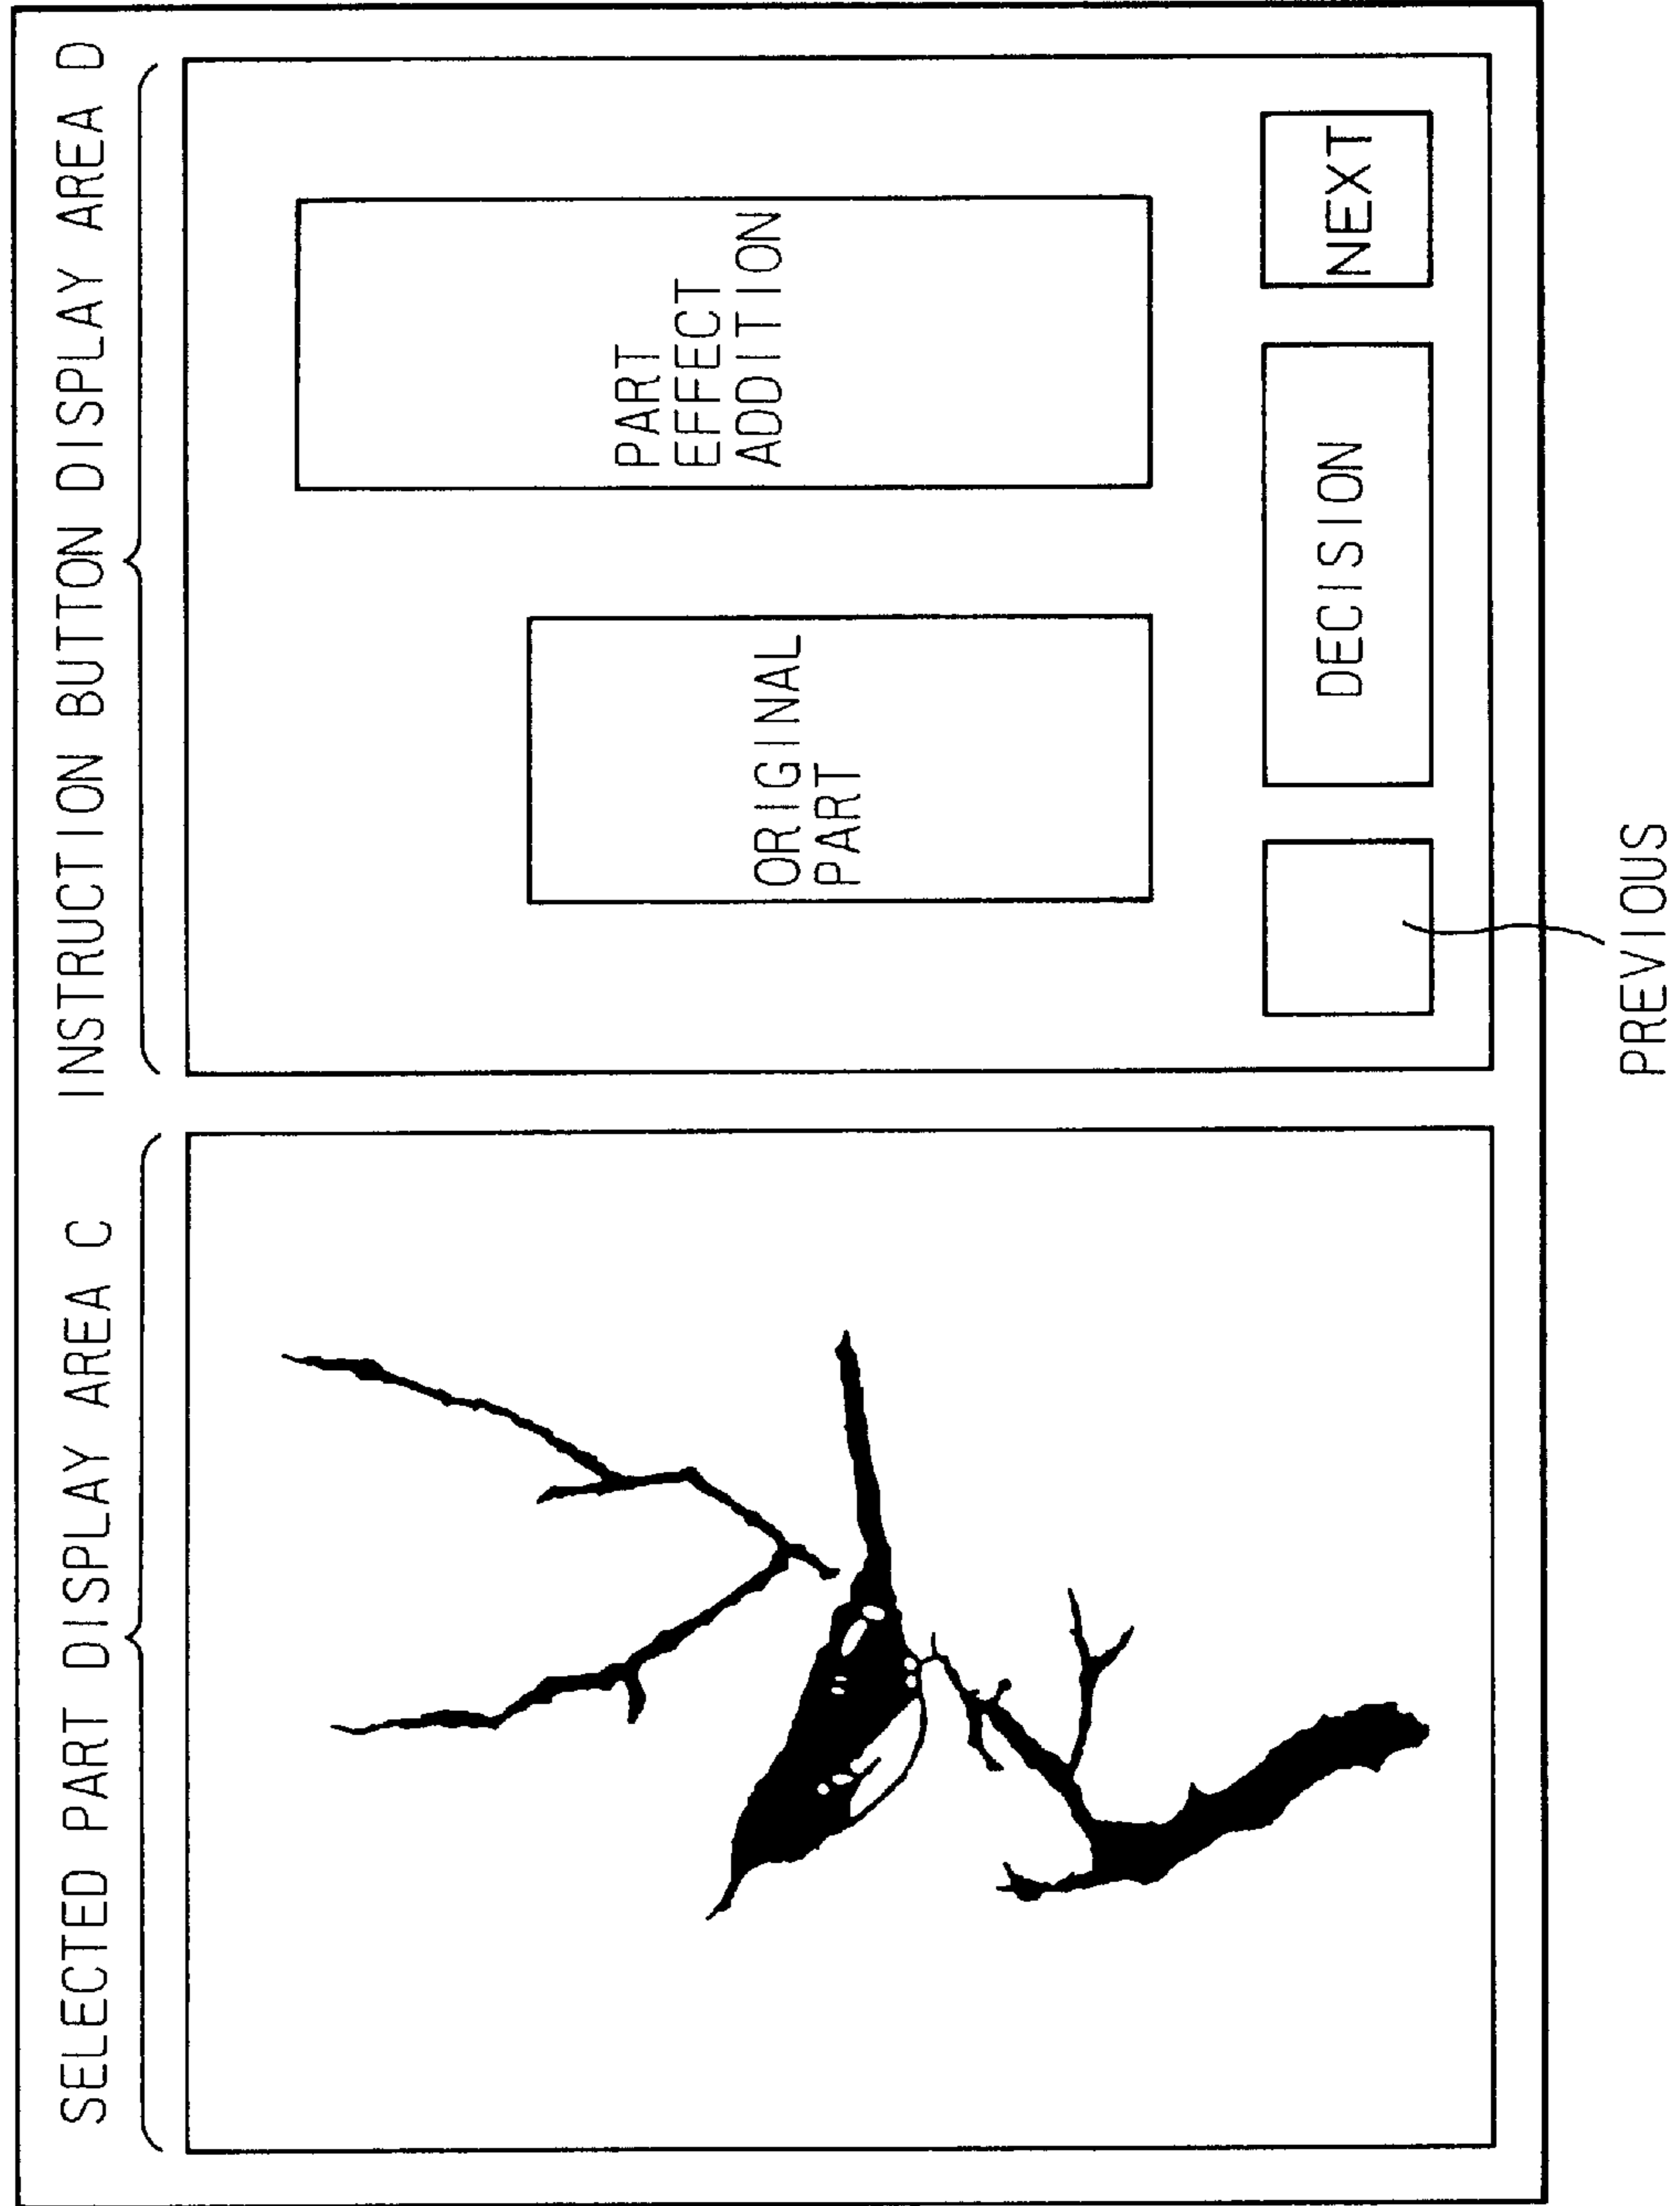 SELECTED PART DISPLAY AREA C
INSTRUCTION BUTTON DISPLAY AREA D
ORIGINAL
PART
PART
EFFECT
ADDITION
DECISION
NEXT
PREVIOUS